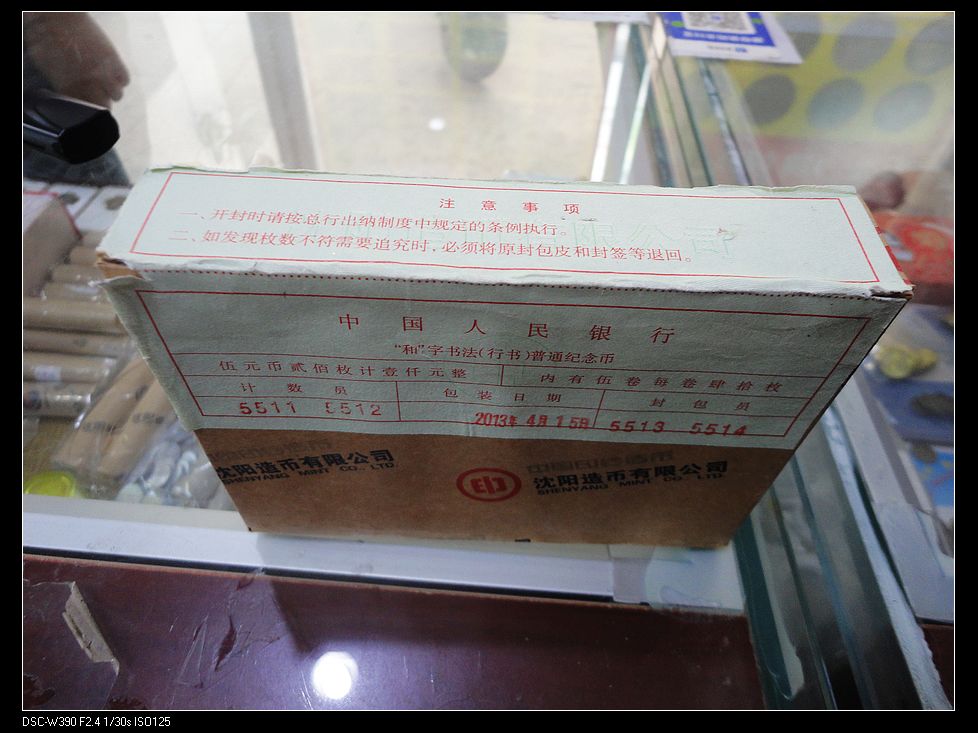 注意事项
一、开封时请按总行出纳制度中规定的条例执行。
二、如发现枚数不符需要追究时，必须将原封包皮和封签等退回。
中国人民银行
“和”字书法(行书)普通纪念币
伍元币贰佰枚计壹仟元整 内有伍卷每卷肆拾枚
计数员 包装日期 封包员
5511 5512 2013年4月15日 5513 5514
沈阳造币有限公司 沈阳造币有限公司
SHENYANG MINT CO., LTD. SHENYANG MINT CO., LTD.
DSC-W390 F2.4 1/30s ISO125